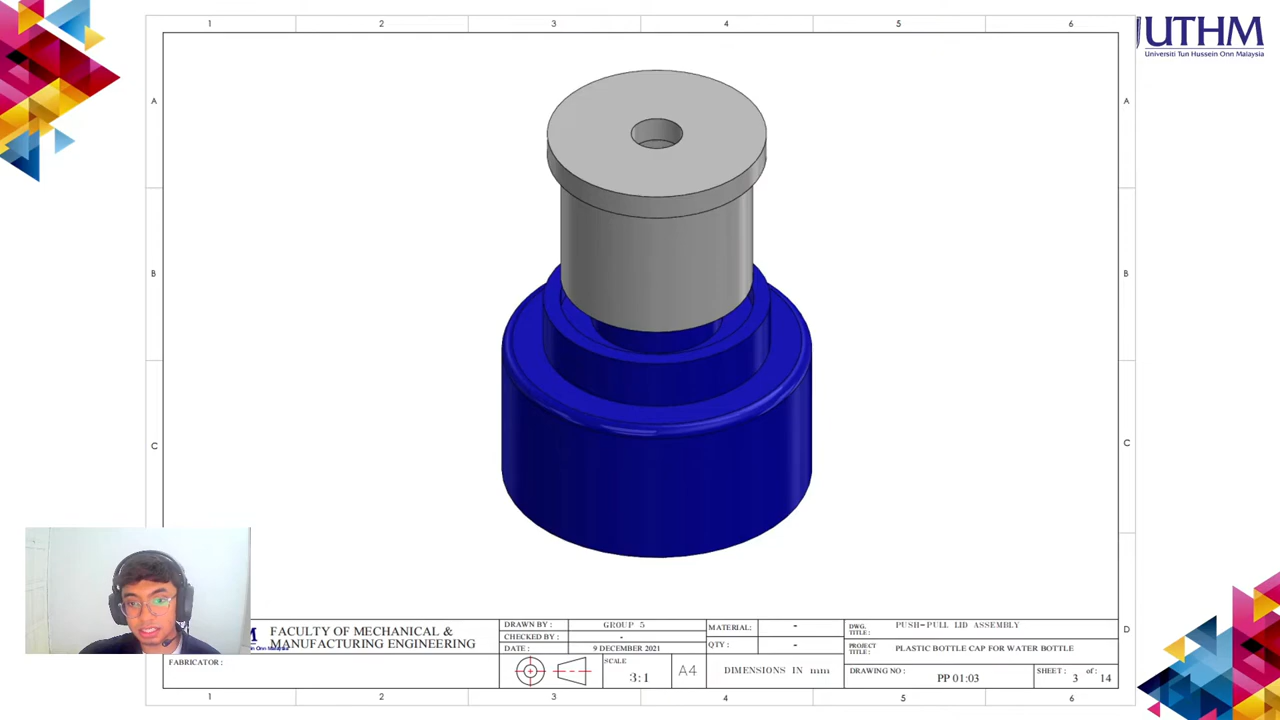 1 2 3 4 5 6
UTHM
Universiti Tun Hussein Onn Malaysia
A A
B B
C C
D
FACULTY OF MECHANICAL &
MANUFACTURING ENGINEERING
FABRICATOR :
DRAWN BY : GROUP 5
CHECKED BY : -
DATE : 9 DECEMBER 2021
SCALE
3:1
A4
MATERIAL: -
QTY : -
DIMENSIONS IN mm
DWG. TITLE: PUSH-PULL LID ASSEMBLY
PROJECT TITLE : PLASTIC BOTTLE CAP FOR WATER BOTTLE
DRAWING NO : PP 01:03
SHEET : 3 of: 14
1 2 3 4 5 6